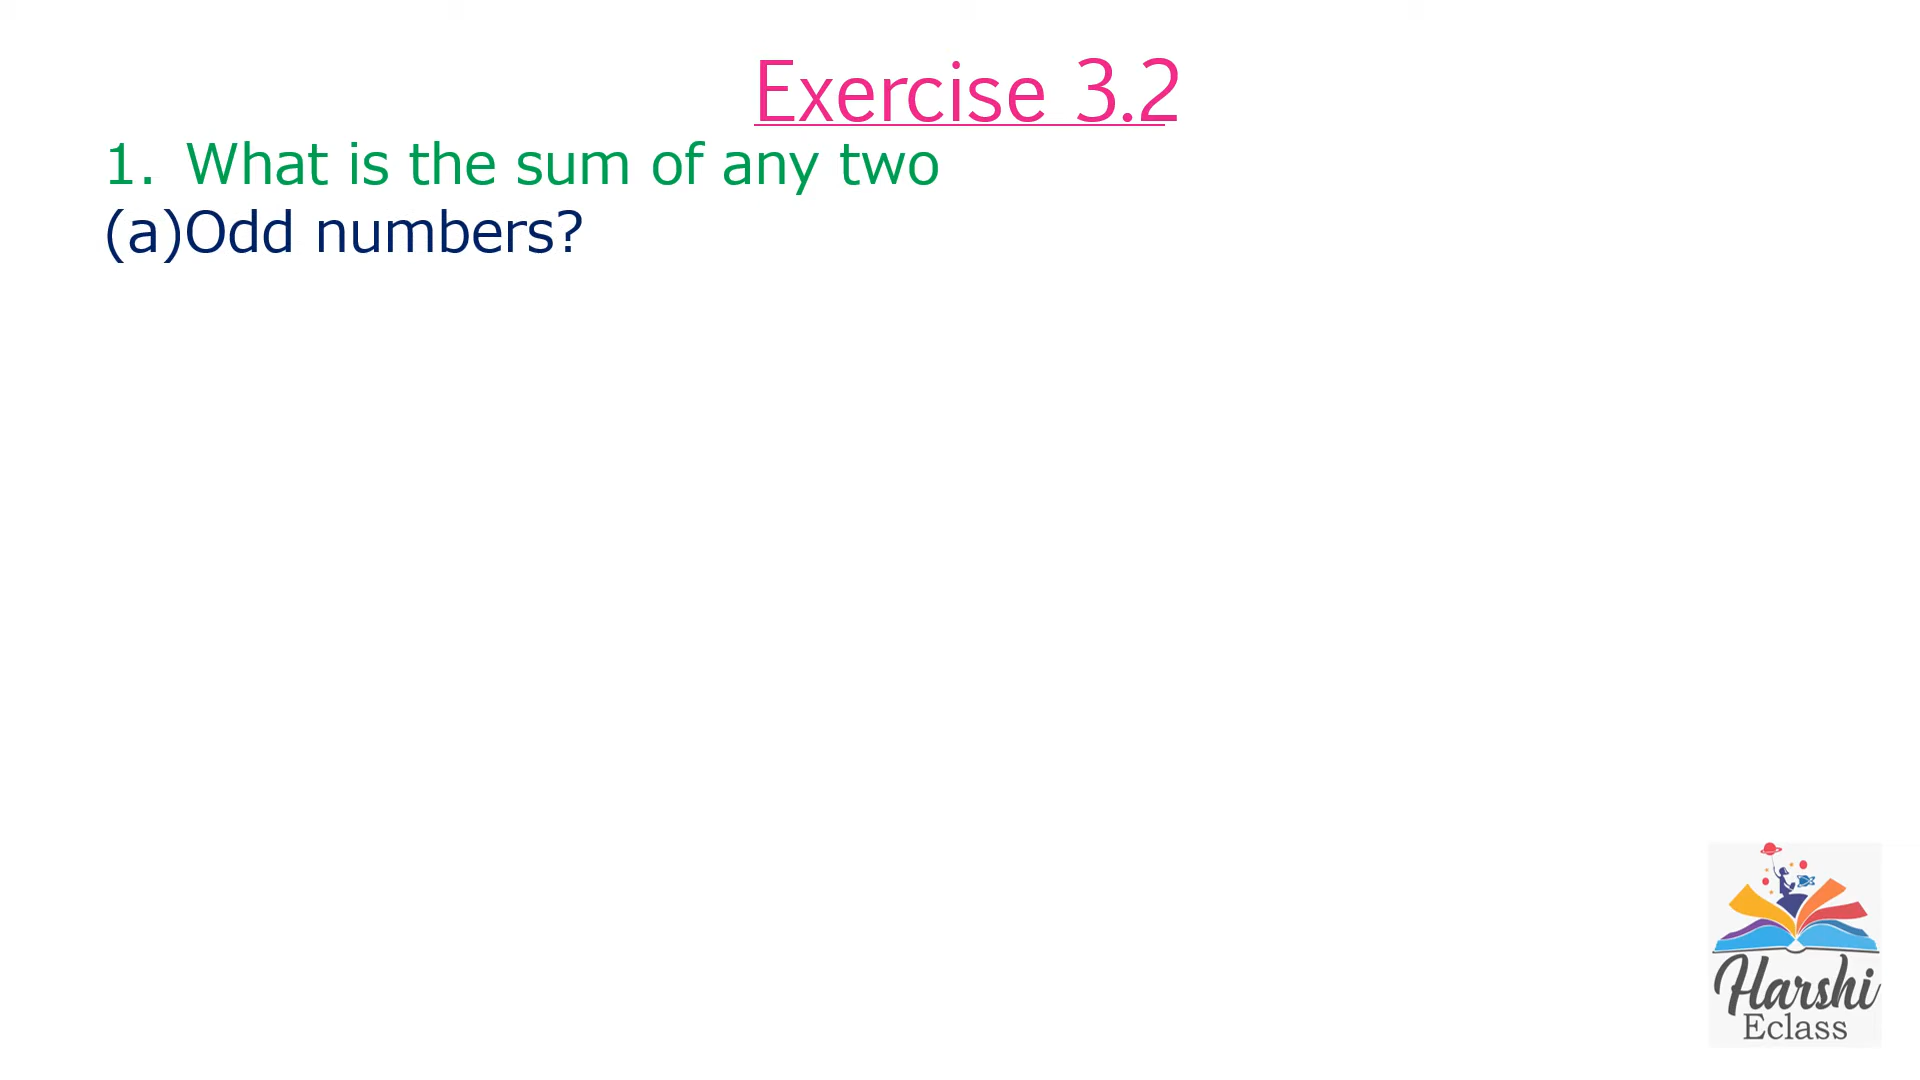 Exercise 3.2
1. What is the sum of any two
(a)Odd numbers?
Harshi
Eclass